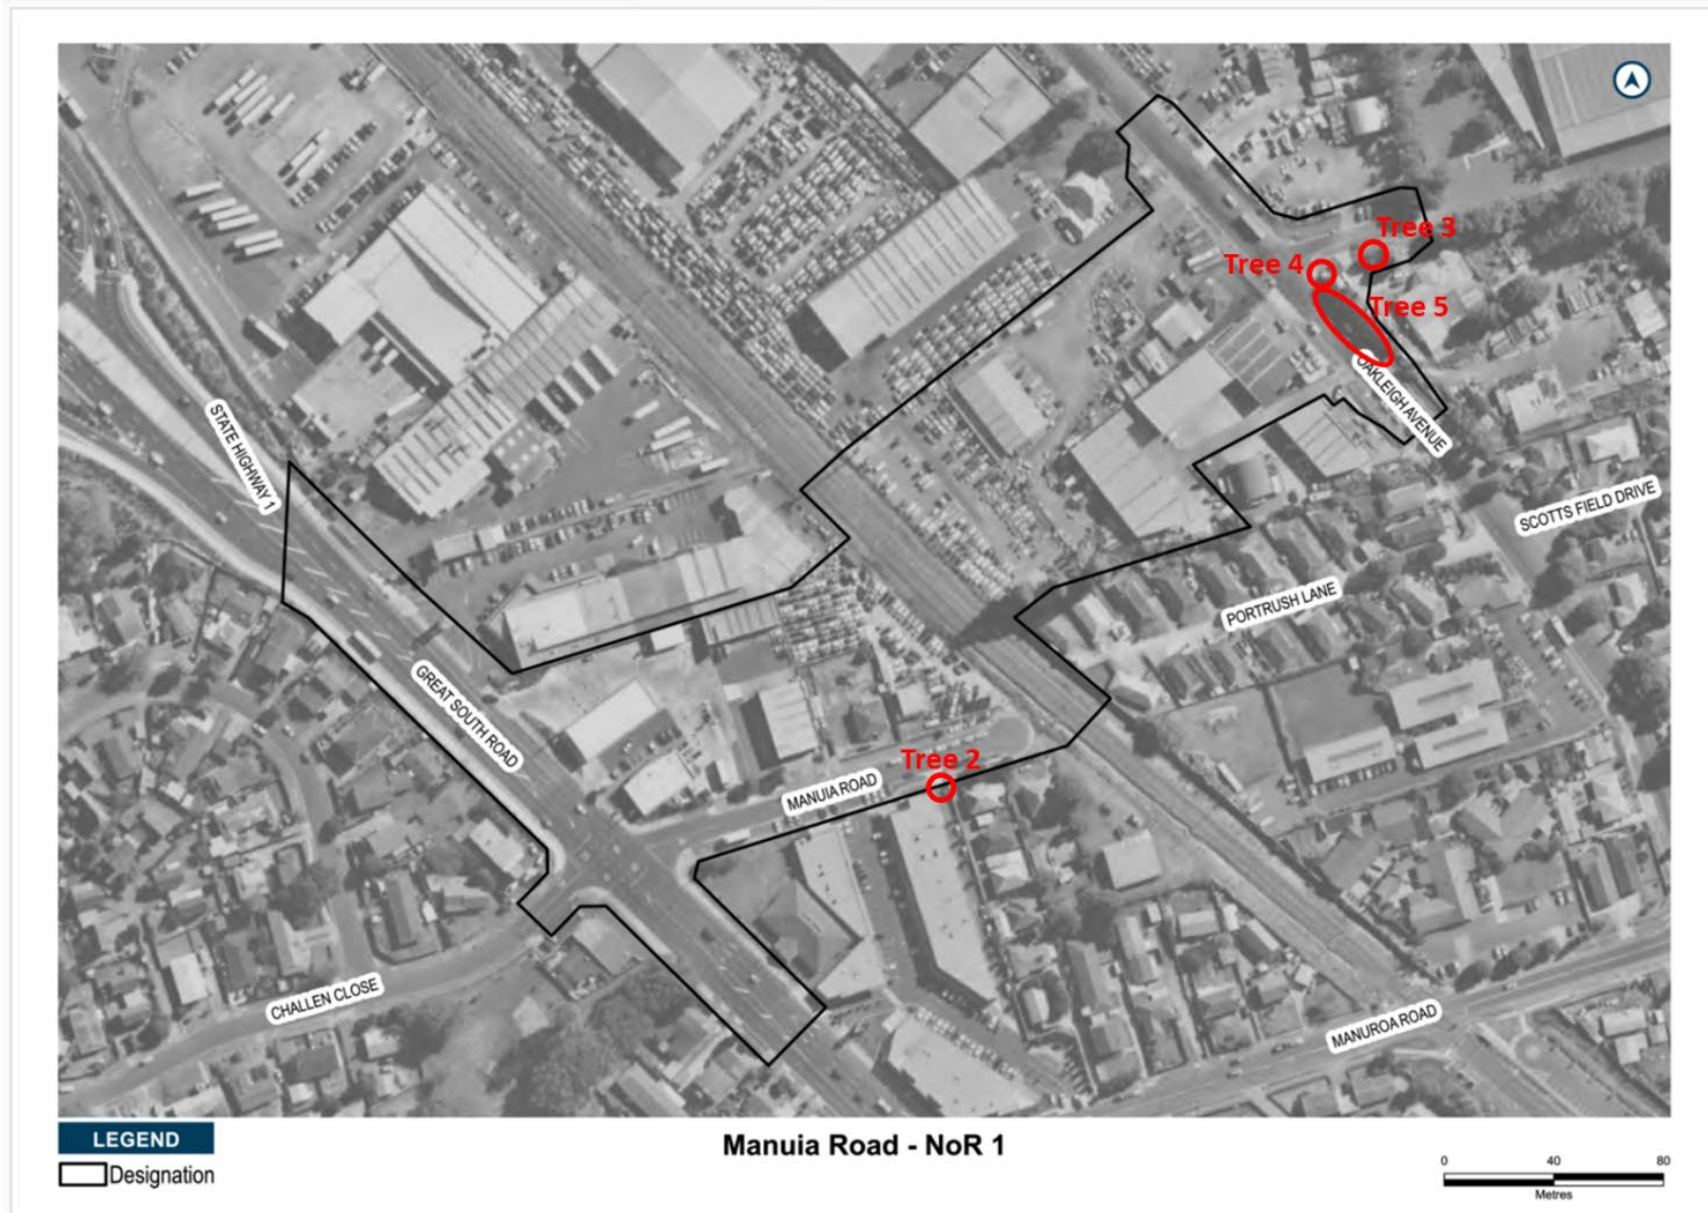 Tree 3
Tree 4
Tree 5
OAKLEIGH AVENUE
STATE HIGHWAY 1
SCOTTS FIELD DRIVE
PORTRUSH LANE
GREAT SOUTH ROAD
Tree 2
MANUIA ROAD
CHALLEN CLOSE
MANUROA ROAD
LEGEND
Designation
Manuia Road - NoR 1
0 40 80
Metres